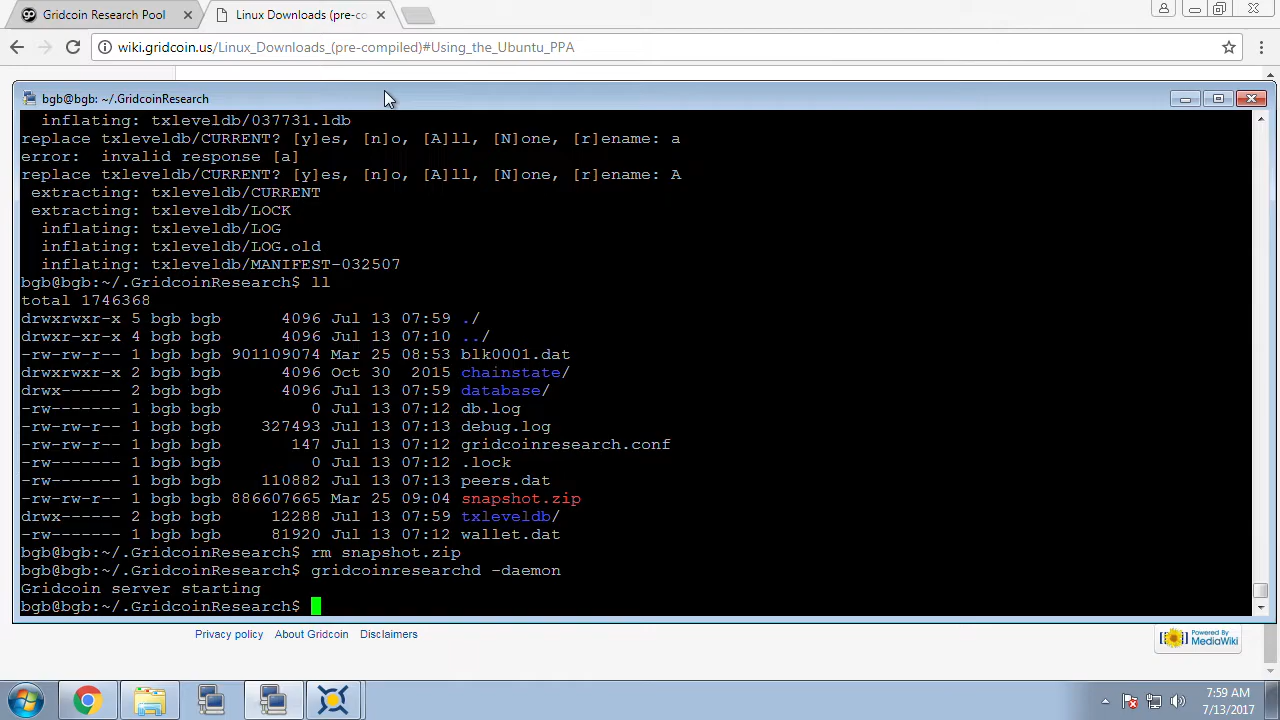 Gridcoin Research Pool
Linux Downloads (pre-co
wiki.gridcoin.us/Linux_Downloads_(pre-compiled)#Using_the_Ubuntu_PPA
bgb@bgb: ~/.GridcoinResearch
inflating: txleveldb/037731.ldb
replace txleveldb/CURRENT? [y]es, [n]o, [A]ll, [N]one, [r]ename: a
error:  invalid response [a]
replace txleveldb/CURRENT? [y]es, [n]o, [A]ll, [N]one, [r]ename: A
extracting: txleveldb/CURRENT
extracting: txleveldb/LOCK
inflating: txleveldb/LOG
inflating: txleveldb/LOG.old
inflating: txleveldb/MANIFEST-032507
bgb@bgb:~/.GridcoinResearch$ ll
total 1746368
drwxrwxr-x 5 bgb bgb      4096 Jul 13 07:59 ./
drwxr-xr-x 4 bgb bgb      4096 Jul 13 07:10 ../
-rw-rw-r-- 1 bgb bgb 901109074 Mar 25 08:53 blk0001.dat
drwxrwxr-x 2 bgb bgb      4096 Oct 30  2015 chainstate/
drwx------ 2 bgb bgb      4096 Jul 13 07:59 database/
-rw------- 1 bgb bgb         0 Jul 13 07:12 db.log
-rw------- 1 bgb bgb    327493 Jul 13 07:13 debug.log
-rw------- 1 bgb bgb       147 Jul 13 07:12 gridcoinresearch.conf
-rw------- 1 bgb bgb         0 Jul 13 07:12 .lock
-rw------- 1 bgb bgb    110882 Jul 13 07:12 peers.dat
-rw-rw-r-- 1 bgb bgb 886607665 Mar 25 09:04 snapshot.zip
drwx------ 2 bgb bgb     12288 Jul 13 07:59 txleveldb/
-rw------- 1 bgb bgb     81920 Jul 13 07:12 wallet.dat
bgb@bgb:~/.GridcoinResearch$ rm snapshot.zip
bgb@bgb:~/.GridcoinResearch$ gridcoinresearchd -daemon
Gridcoin server starting
bgb@bgb:~/.GridcoinResearch$
Privacy policy About Gridcoin Disclaimers
Powered By
MediaWiki
7:59 AM
7/13/2017